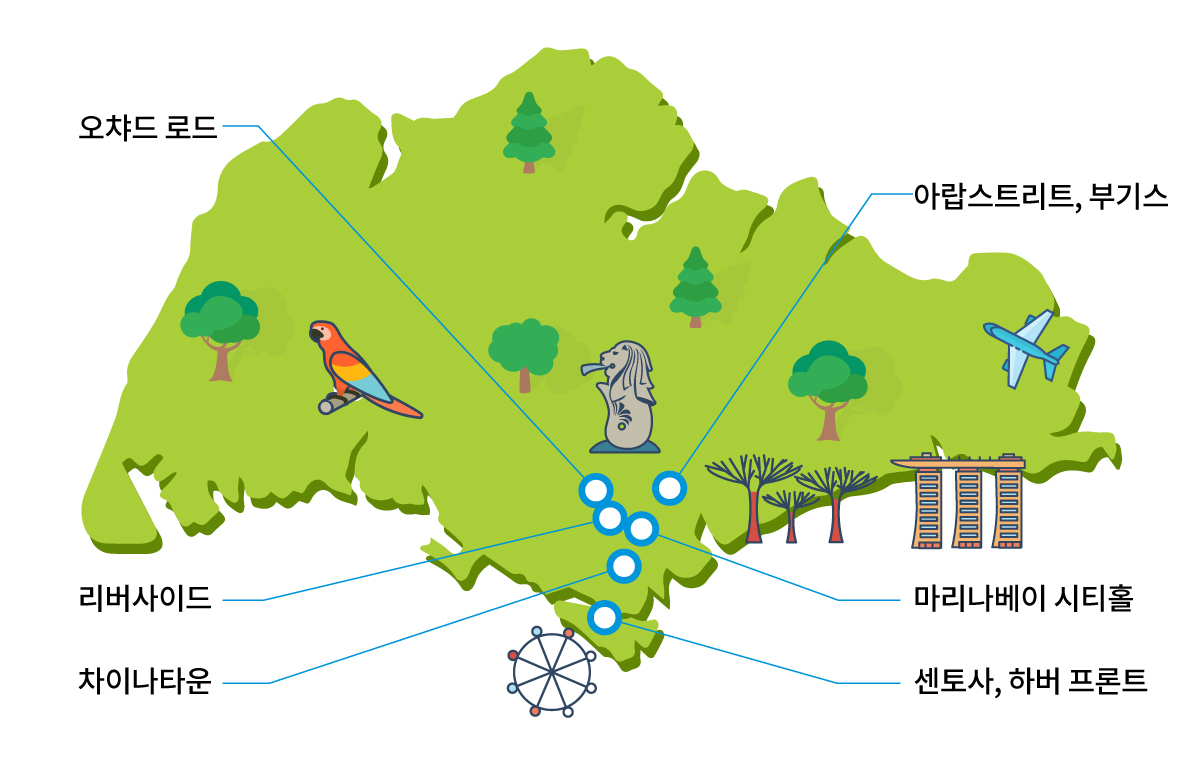 오챠드 로드
아랍스트리트, 부기스
리버사이드
마리나베이 시티홀
차이나타운
센토사, 하버 프론트